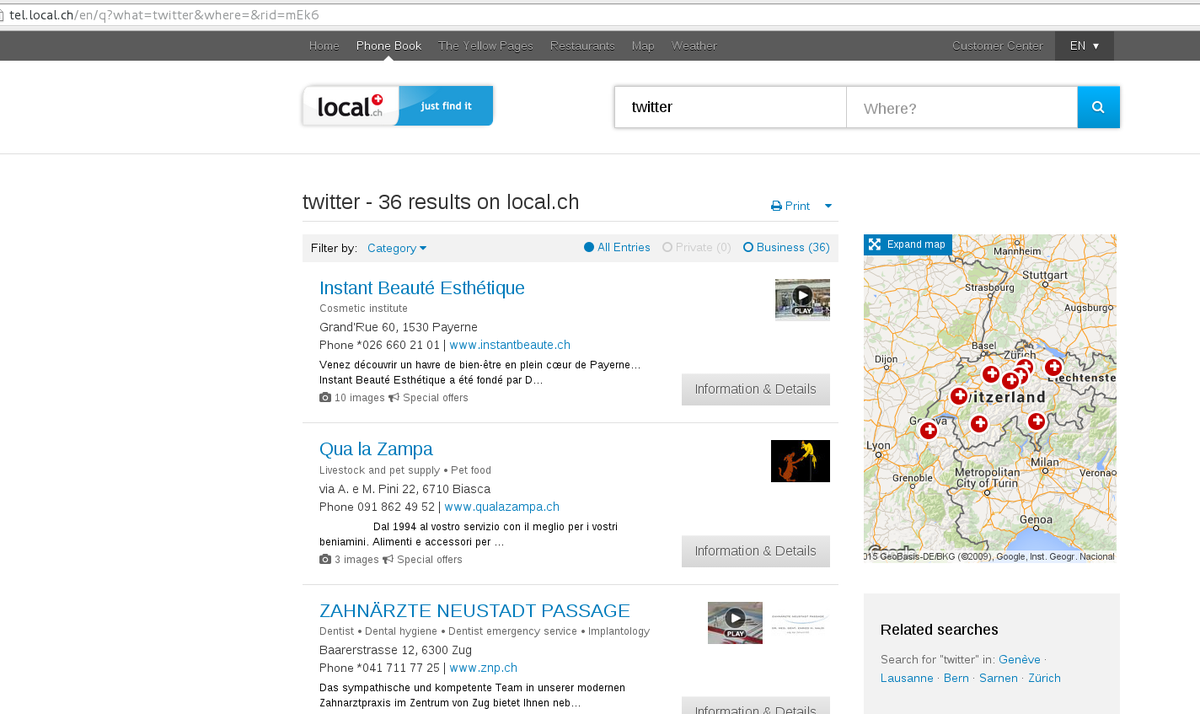 tel.local.ch/en/q?what=twitter&where=&rid=mEk6
Home Phone Book The Yellow Pages Restaurants Map Weather Customer Center EN
local.ch just find it twitter Where?
twitter - 36 results on local.ch
Print
Filter by: Category All Entries Private (0) Business (36)
Instant Beauté Esthétique
Cosmetic institute
Grand'Rue 60, 1530 Payerne
Phone *026 660 21 01 | www.instantbeaute.ch
Venez découvrir un havre de bien-être en plein cœur de Payerne...
Instant Beauté Esthétique a été fondé par D...
10 images Special offers
PLAY
Information & Details
Qua la Zampa
Livestock and pet supply • Pet food
via A. e M. Pini 22, 6710 Biasca
Phone 091 862 49 52 | www.qualazampa.ch
Dal 1994 al vostro servizio con il meglio per i vostri
beniamini. Alimenti e accessori per ...
3 images Special offers
Information & Details
ZAHNÄRZTE NEUSTADT PASSAGE
Dentist • Dental hygiene • Dentist emergency service • Implantology
Baarerstrasse 12, 6300 Zug
Phone *041 711 77 25 | www.znp.ch
Das sympathische und kompetente Team in unserer modernen
Zahnarztpraxis im Zentrum von Zug bietet Ihnen neb...
PLAY
Information & Details
Expand map
Mannheim
Stuttgart
Strasbourg
Augsburg
Basel
Zürich
Dijon
Liechtenste
witzerland
Geneva
Lyon
Milan
Verona
Grenoble
Metropolitan
City of Turin
Genoa
015 GeoBasis-DE/BKG (©2009), Google, Inst. Geogr. Nacional
Related searches
Search for "twitter" in: Genève ·
Lausanne · Bern · Sarnen · Zürich